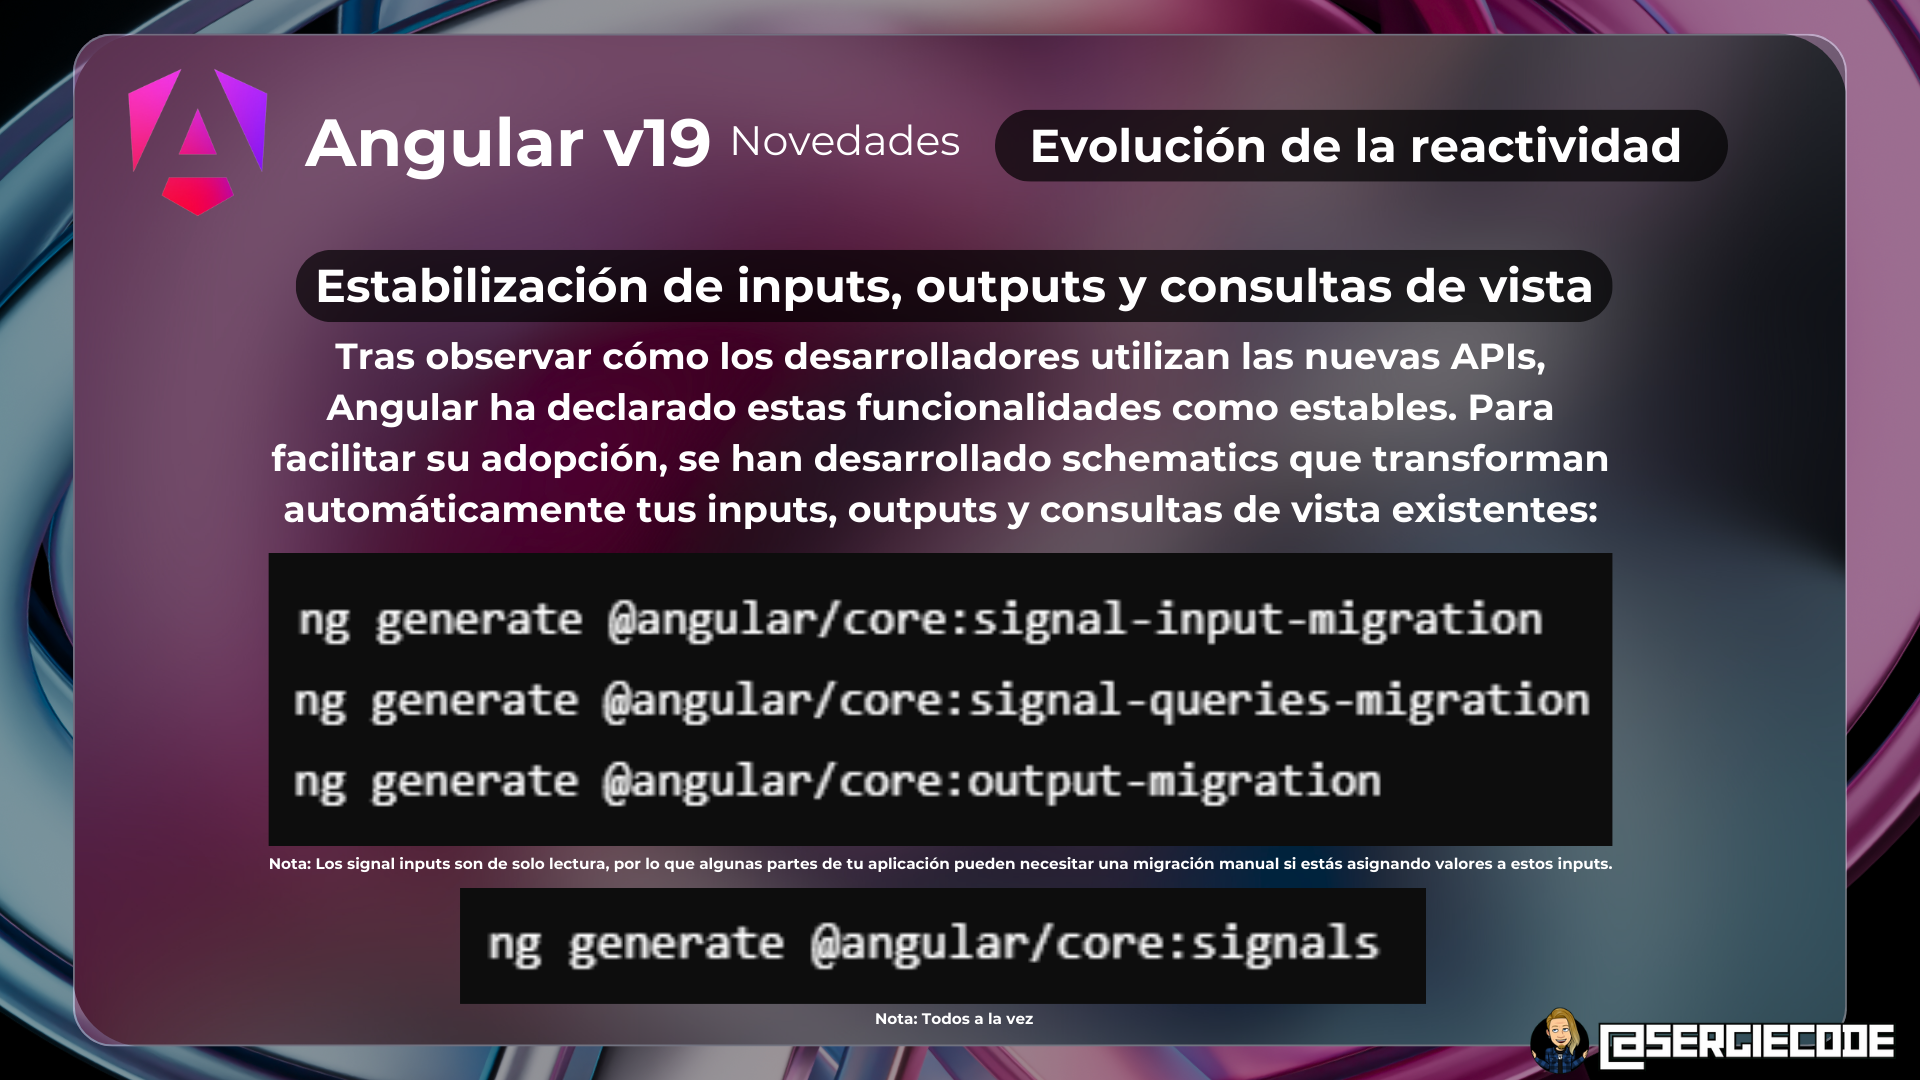 Angular v19 Novedades Evolución de la reactividad
Estabilización de inputs, outputs y consultas de vista
Tras observar cómo los desarrolladores utilizan las nuevas APIs,
Angular ha declarado estas funcionalidades como estables. Para
facilitar su adopción, se han desarrollado schematics que transforman
automáticamente tus inputs, outputs y consultas de vista existentes:
ng generate @angular/core:signal-input-migration
ng generate @angular/core:signal-queries-migration
ng generate @angular/core:output-migration
Nota: Los signal inputs son de solo lectura, por lo que algunas partes de tu aplicación pueden necesitar una migración manual si estás asignando valores a estos inputs.
ng generate @angular/core:signals
Nota: Todos a la vez
@SERGIECODE